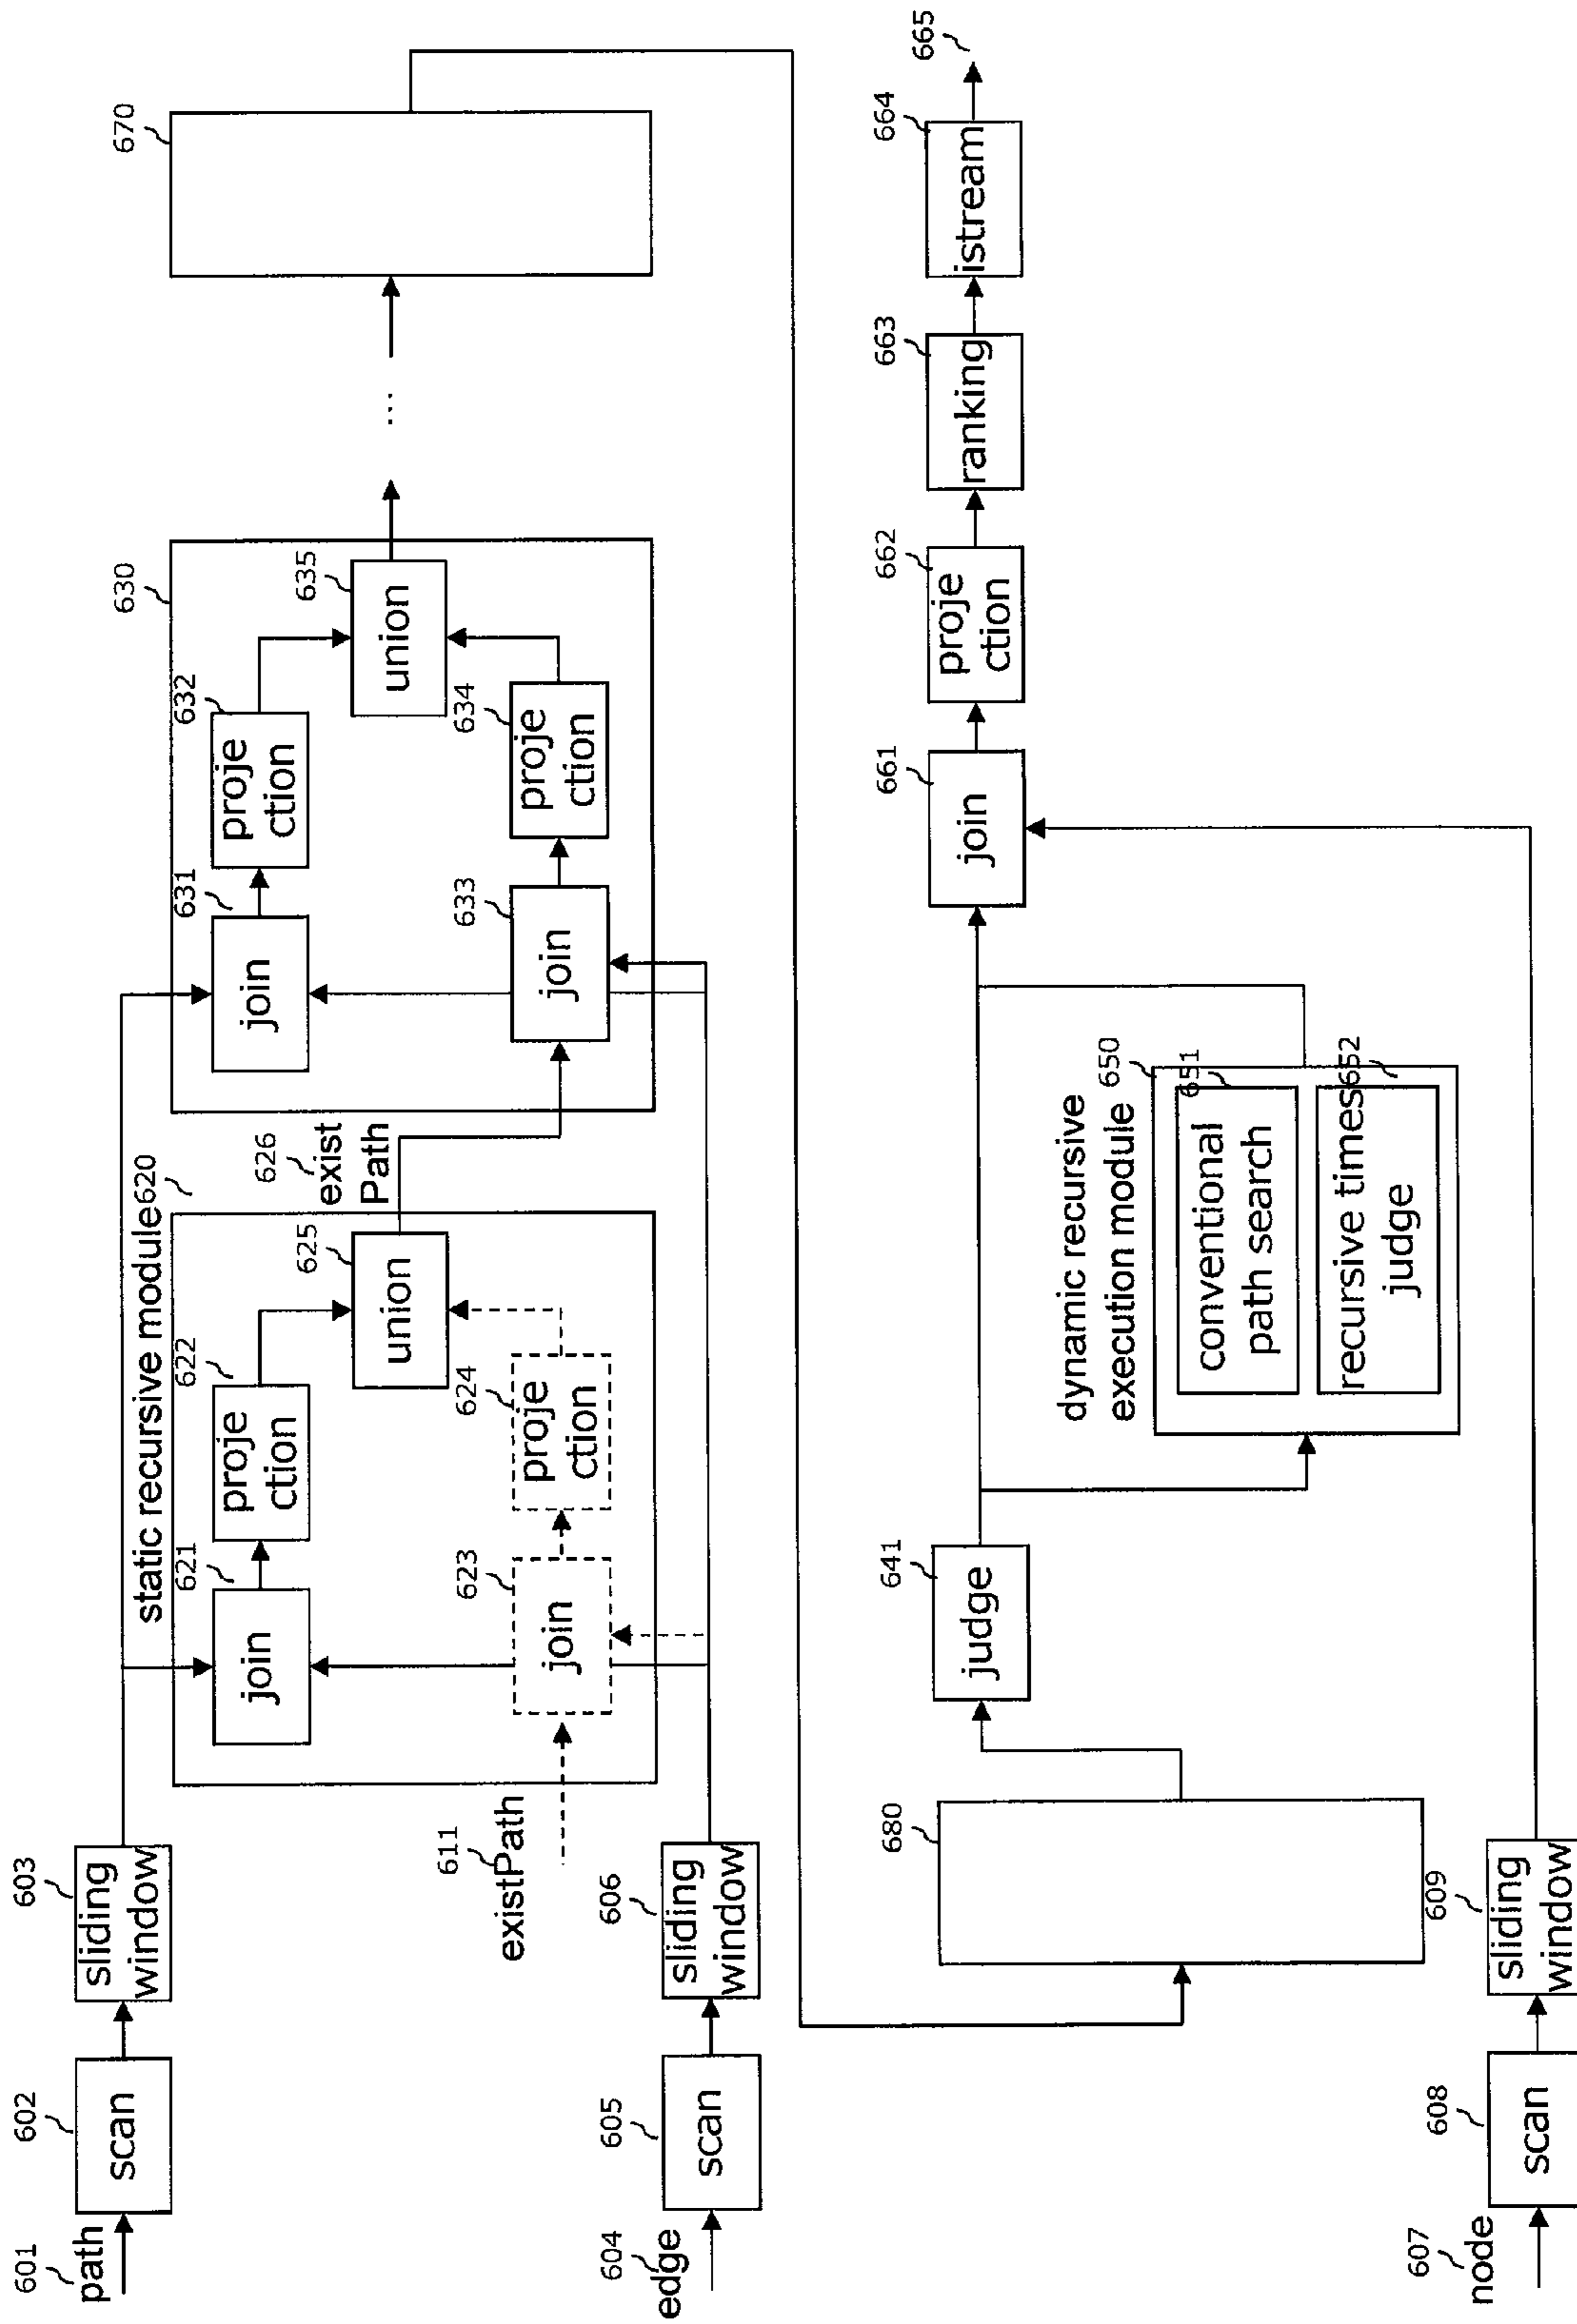 601
path
602
scan
603
sliding
window
static recursive module
620
621
join
622
proje
ction
625
union
623
join
624
proje
ction
611
existPath
604
edge
605
scan
606
sliding
window
626
exist
Path
630
631
join
632
proje
ction
635
union
633
join
634
proje
ction
...
670
680
641
judge
dynamic recursive
execution module
650
651
conventional
path search
652
recursive times
judge
661
join
662
proje
ction
663
ranking
664
istream
665
607
node
608
scan
609
sliding
window